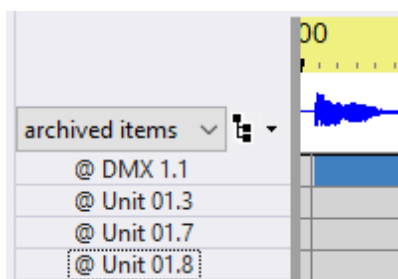 00
archived items
@ DMX 1.1
@ Unit 01.3
@ Unit 01.7
@ Unit 01.8